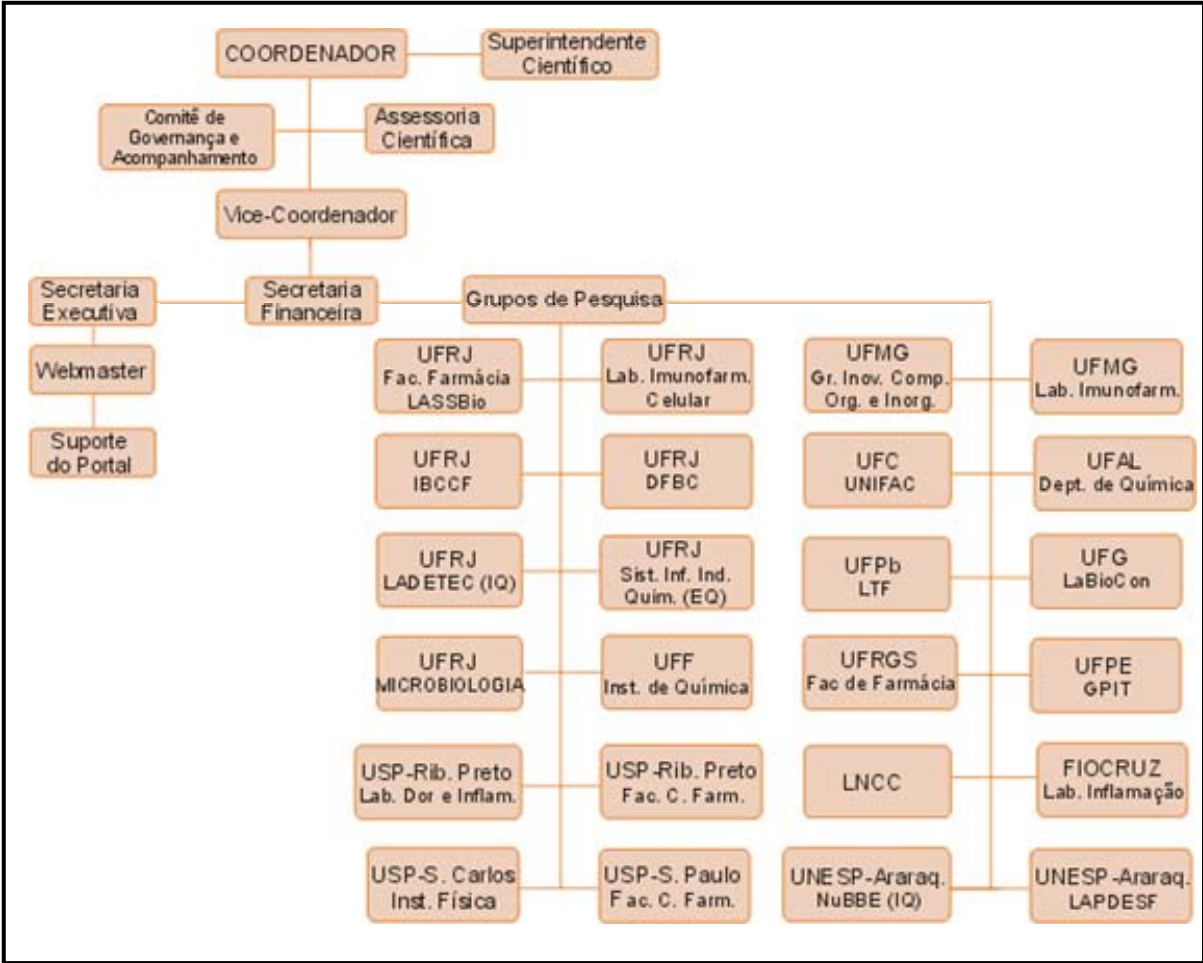 COORDENADOR
Superintendente
Científico
Comitê de
Governança e
Acompanhamento
Assessoria
Científica
Vice-Coordenador
Secretaria
Executiva
Secretaria
Financeira
Grupos de Pesquisa
Webmaster
Suporte
do Portal
UFRJ
Fac. Farmácia
LASSBio
UFRJ
Lab. Imunofarm.
Celular
UFMG
Gr. Inov. Comp.
Org. e Inorg.
UFMG
Lab. Imunofarm.
UFRJ
IBCCF
UFRJ
DFBC
UFC
UNIFAC
UFAL
Dept. de Química
UFRJ
LADETEC (IQ)
UFRJ
Sist. Inf. Ind.
Quim. (EQ)
UFPb
LTF
UFG
LaBioCon
UFRJ
MICROBIOLOGIA
UFF
Inst. de Química
UFRGS
Fac de Farmácia
UFPE
GPIT
USP-Rib. Preto
Lab. Dor e Inflam.
USP-Rib. Preto
Fac. C. Farm.
LNCC
FIOCRUZ
Lab. Inflamação
USP-S. Carlos
Inst. Física
USP-S. Paulo
Fac. C. Farm.
UNESP-Araraq.
NuBBE (IQ)
UNESP-Araraq.
LAPDESF